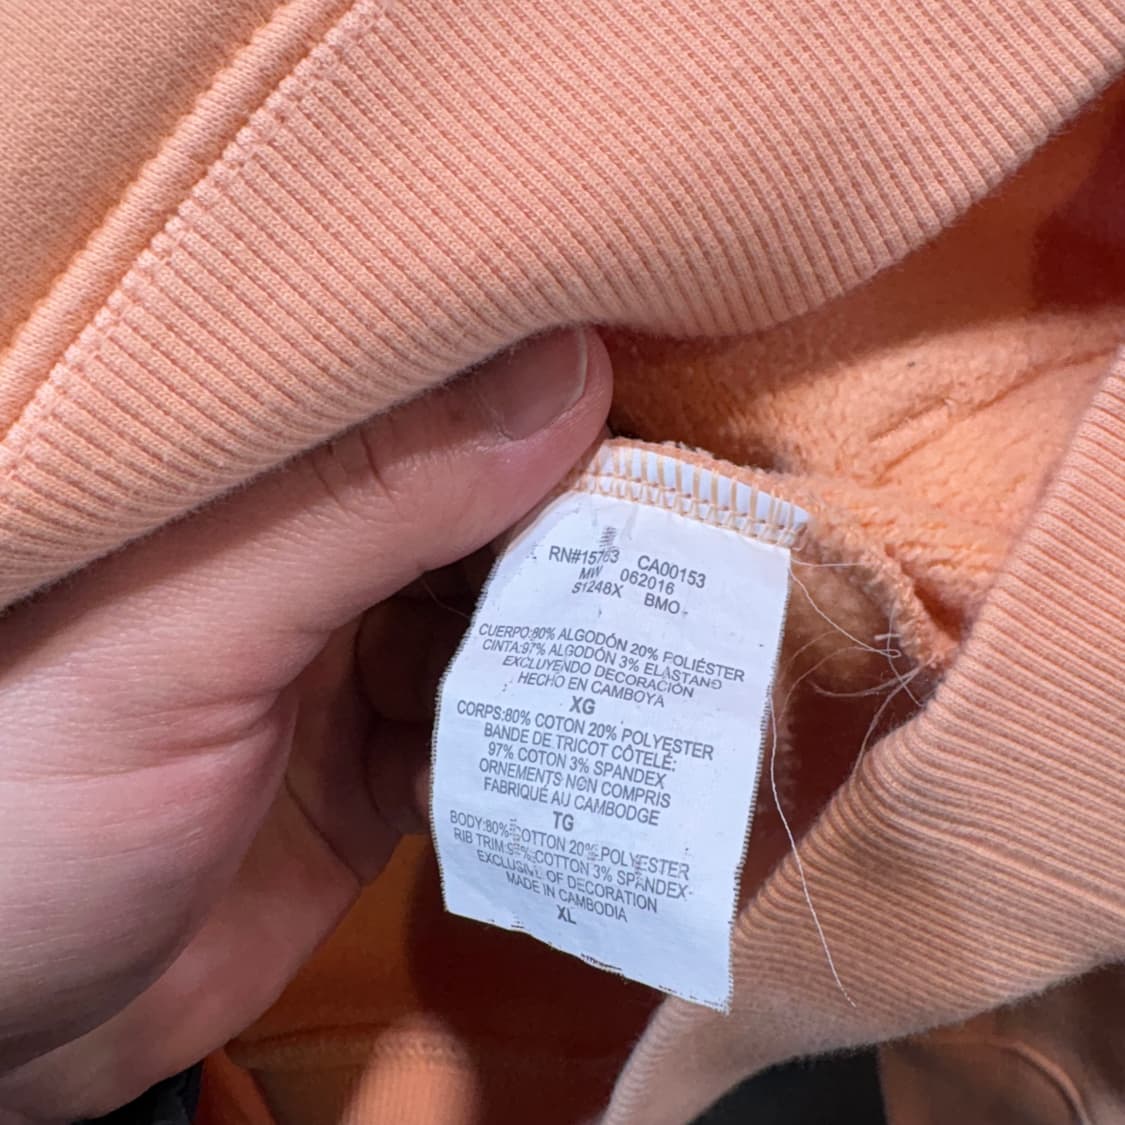 RN#15763 CA00153
MW 062016
S1248X BMO-
CUERPO:80% ALGODÓN 20% POLIÉSTER
CINTA:97% ALGODÓN 3% ELASTANO
EXCLUYENDO DECORACIÓN
HECHO EN CAMBOYA
XG
CORPS:80% COTON 20% POLYESTER
BANDE DE TRICOT CÔTELÉ:
97% COTON 3% SPANDEX
ORNEMENTS NON COMPRIS
FABRIQUÉ AU CAMBODGE
TG
BODY:80% COTTON 20% POLYESTER
RIB TRIM:97% COTTON 3% SPANDEX
EXCLUSIVE OF DECORATION
MADE IN CAMBODIA
XL